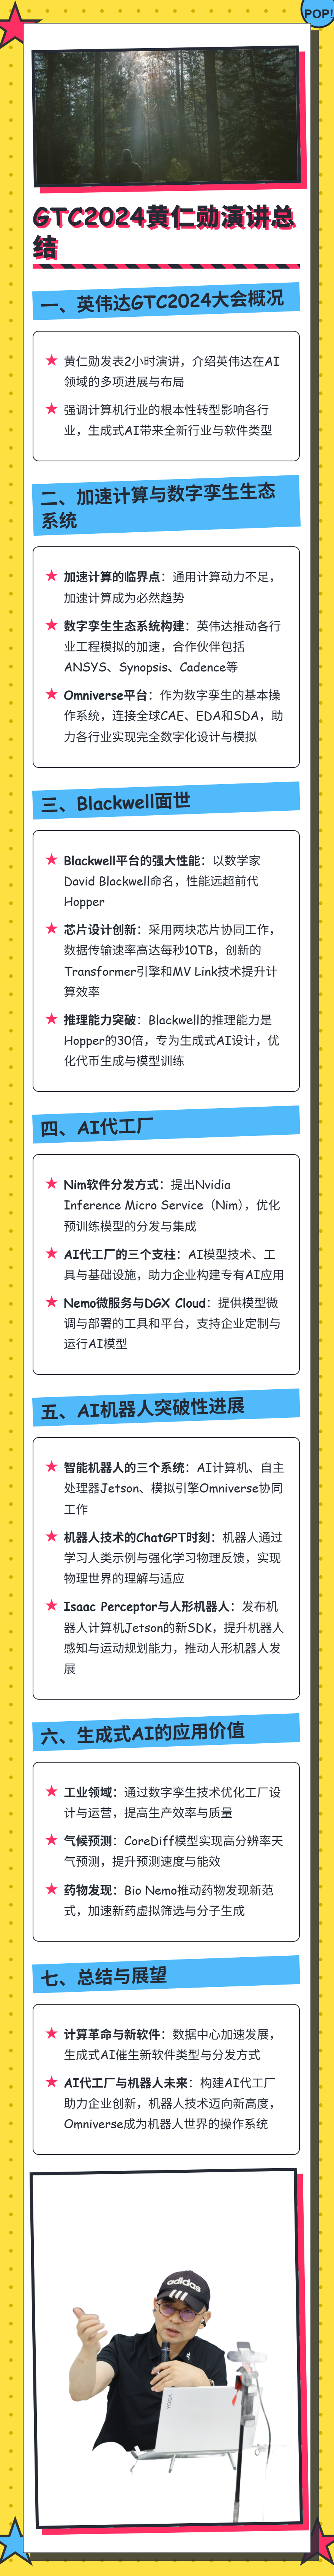 POP!
GTC2024黄仁勋演讲总
结
一、英伟达GTC2024大会概况
黄仁勋发表2小时演讲，介绍英伟达在AI
领域的多项进展与布局
强调计算机行业的根本性转型影响各行
业，生成式AI带来全新行业与软件类型
二、加速计算与数字孪生生态
系统
加速计算的临界点：通用计算动力不足，
加速计算成为必然趋势
数字孪生生态系统构建：英伟达推动各行
业工程模拟的加速，合作伙伴包括
ANSYS、Synopsis、Cadence等
Omniverse平台：作为数字孪生的基本操
作系统，连接全球CAE、EDA和SDA，助
力各行业实现完全数字化设计与模拟
三、Blackwell面世
Blackwell平台的强大性能：以数学家
David Blackwell命名，性能远超前代
Hopper
芯片设计创新：采用两块芯片协同工作，
数据传输速率高达每秒10TB，创新的
Transformer引擎和MV Link技术提升计
算效率
推理能力突破：Blackwell的推理能力是
Hopper的30倍，专为生成式AI设计，优
化代币生成与模型训练
四、AI代工厂
Nim软件分发方式：提出Nvidia
Inference Micro Service（Nim），优化
预训练模型的分发与集成
AI代工厂的三个支柱：AI模型技术、工
具与基础设施，助力企业构建专有AI应用
Nemo微服务与DGX Cloud：提供模型微
调与部署的工具和平台，支持企业定制与
运行AI模型
五、AI机器人突破性进展
智能机器人的三个系统：AI计算机、自主
处理器Jetson、模拟引擎Omniverse协同
工作
机器人技术的ChatGPT时刻：机器人通过
学习人类示例与强化学习物理反馈，实现
物理世界的理解与适应
Isaac Perceptor与人形机器人：发布机
器人计算机Jetson的新SDK，提升机器人
感知与运动规划能力，推动人形机器人发
展
六、生成式AI的应用价值
工业领域：通过数字孪生技术优化工厂设
计与运营，提高生产效率与质量
气候预测：CoreDiff模型实现高分辨率天
气预测，提升预测速度与能效
药物发现：Bio Nemo推动药物发现新范
式，加速新药虚拟筛选与分子生成
七、总结与展望
计算革命与新软件：数据中心加速发展，
生成式AI催生新软件类型与分发方式
AI代工厂与机器人未来：构建AI代工厂
助力企业创新，机器人技术迈向新高度，
Omniverse成为机器人世界的操作系统
adidas
YOGA